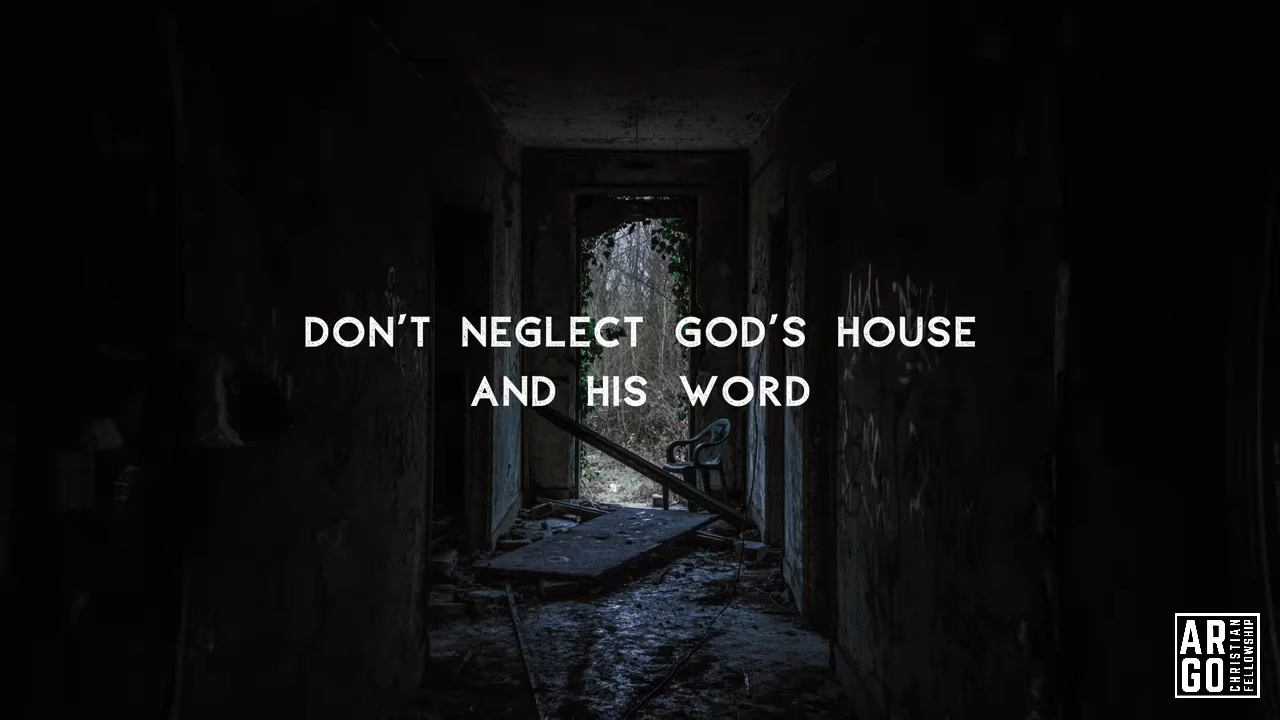 DON'T NEGLECT GOD'S HOUSE
AND HIS WORD
AR
GO
CHRISTIAN
FELLOWSHIP